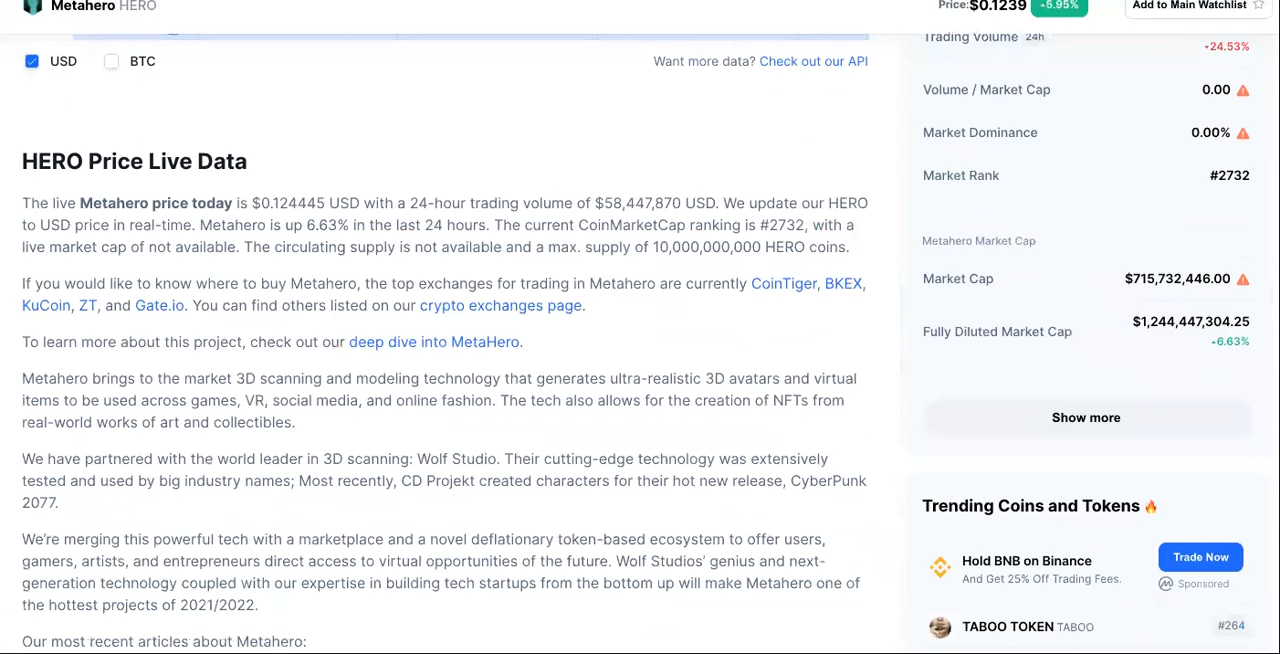 Metahero HERO
Price: $0.1239 5.95% Add to Main Watchlist
USD BTC
Want more data? Check out our API
HERO Price Live Data
The live Metahero price today is $0.124445 USD with a 24-hour trading volume of $58,447,870 USD. We update our HERO
to USD price in real-time. Metahero is up 6.63% in the last 24 hours. The current CoinMarketCap ranking is #2732, with a
live market cap of not available. The circulating supply is not available and a max. supply of 10,000,000,000 HERO coins.
If you would like to know where to buy Metahero, the top exchanges for trading in Metahero are currently CoinTiger, BKEX,
KuCoin, ZT, and Gate.io. You can find others listed on our crypto exchanges page.
To learn more about this project, check out our deep dive into MetaHero.
Metahero brings to the market 3D scanning and modeling technology that generates ultra-realistic 3D avatars and virtual
items to be used across games, VR, social media, and online fashion. The tech also allows for the creation of NFTs from
real-world works of art and collectibles.
We have partnered with the world leader in 3D scanning: Wolf Studio. Their cutting-edge technology was extensively
tested and used by big industry names; Most recently, CD Projekt created characters for their hot new release, CyberPunk
2077.
We're merging this powerful tech with a marketplace and a novel deflationary token-based ecosystem to offer users,
gamers, artists, and entrepreneurs direct access to virtual opportunities of the future. Wolf Studios' genius and next-
generation technology coupled with our expertise in building tech startups from the bottom up will make Metahero one of
the hottest projects of 2021/2022.
Our most recent articles about Metahero:
Trading Volume 24h
24.53%
Volume / Market Cap 0.00
Market Dominance 0.00%
Market Rank #2732
Metahero Market Cap
Market Cap $715,732,446.00
Fully Diluted Market Cap $1,244,447,304.25
6.63%
Show more
Trending Coins and Tokens 🔥
Hold BNB on Binance Trade Now
And Get 25% Off Trading Fees. Sponsored
TABOO TOKEN TABOO #264